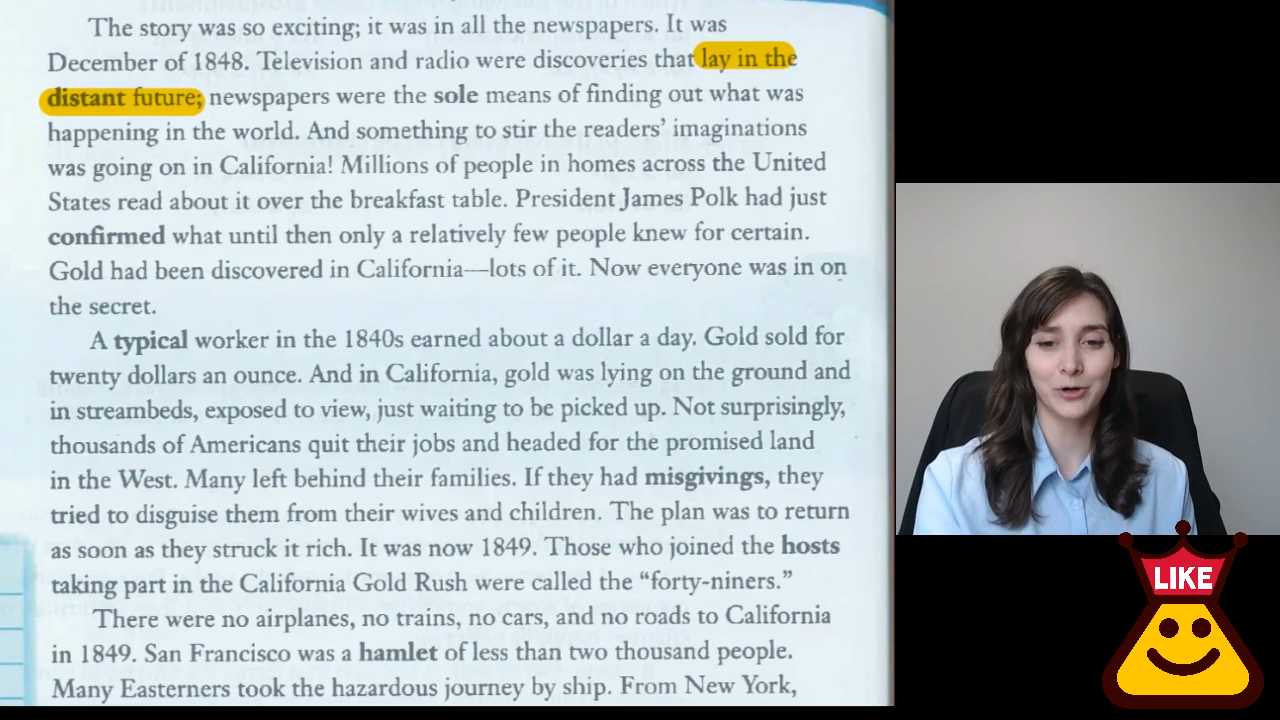 The story was so exciting; it was in all the newspapers. It was
December of 1848. Television and radio were discoveries that lay in the
distant future; newspapers were the sole means of finding out what was
happening in the world. And something to stir the readers' imaginations
was going on in California! Millions of people in homes across the United
States read about it over the breakfast table. President James Polk had just
confirmed what until then only a relatively few people knew for certain.
Gold had been discovered in California—lots of it. Now everyone was in on
the secret.
A typical worker in the 1840s earned about a dollar a day. Gold sold for
twenty dollars an ounce. And in California, gold was lying on the ground and
in streambeds, exposed to view, just waiting to be picked up. Not surprisingly,
thousands of Americans quit their jobs and headed for the promised land
in the West. Many left behind their families. If they had misgivings, they
tried to disguise them from their wives and children. The plan was to return
as soon as they struck it rich. It was now 1849. Those who joined the hosts
taking part in the California Gold Rush were called the "forty-niners."
There were no airplanes, no trains, no cars, and no roads to California
in 1849. San Francisco was a hamlet of less than two thousand people.
Many Easterners took the hazardous journey by ship. From New York,
LIKE